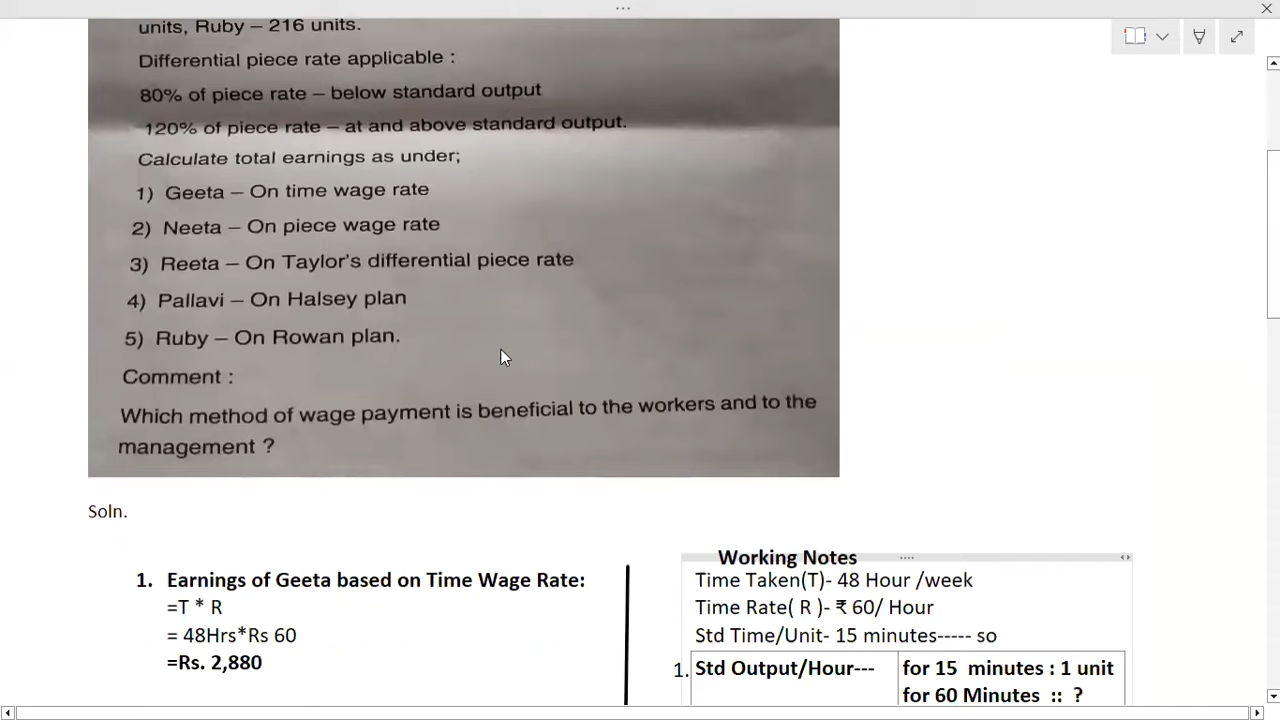 units, Ruby – 216 units.
Differential piece rate applicable :
80% of piece rate – below standard output
120% of piece rate – at and above standard output.
Calculate total earnings as under;
1) Geeta – On time wage rate
2) Neeta – On piece wage rate
3) Reeta – On Taylor's differential piece rate
4) Pallavi – On Halsey plan
5) Ruby – On Rowan plan.
Comment :
Which method of wage payment is beneficial to the workers and to the
management ?
Soln.
1. Earnings of Geeta based on Time Wage Rate:
=T * R
= 48Hrs*Rs 60
=Rs. 2,880
Working Notes
Time Taken(T)- 48 Hour /week
Time Rate( R )- ₹ 60/ Hour
Std Time/Unit- 15 minutes----- so
1. Std Output/Hour--- for 15 minutes : 1 unit
for 60 Minutes :: ?